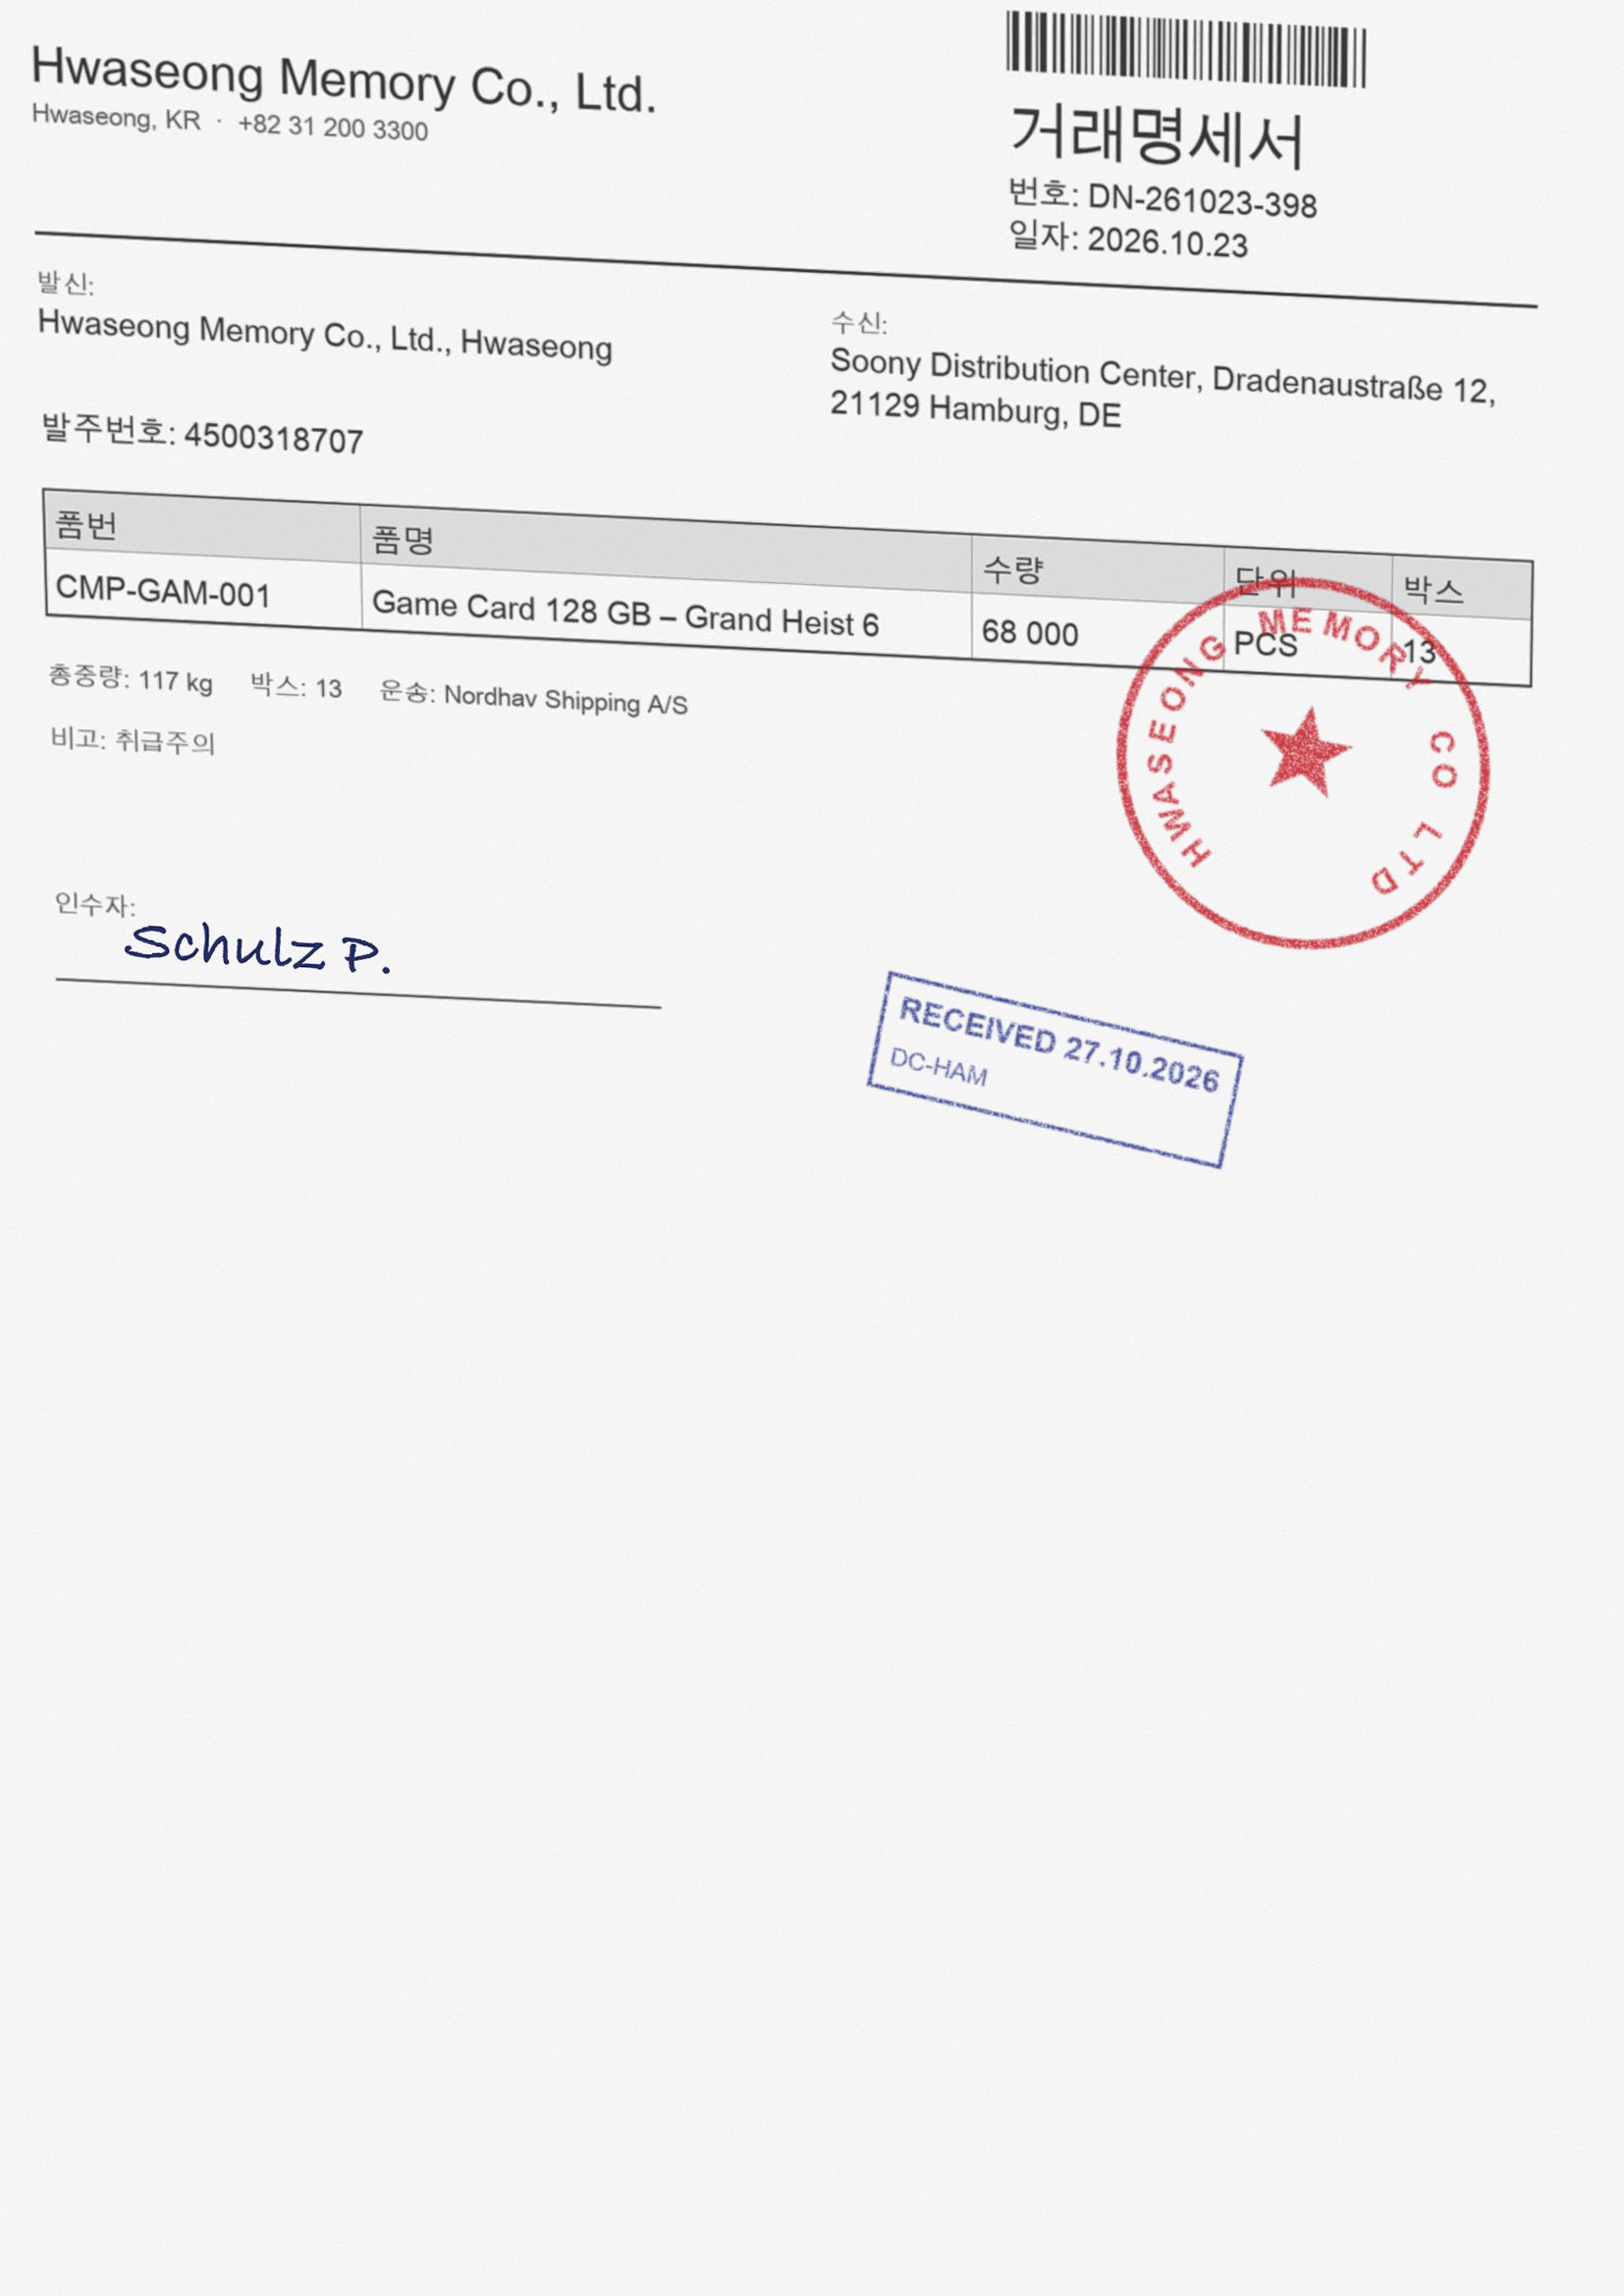 Hwaseong Memory Co., Ltd.
Hwaseong, KR · +82 31 200 3300
거래명세서
번호: DN-261023-398
일자: 2026.10.23
발신:
Hwaseong Memory Co., Ltd., Hwaseong
수신:
Soony Distribution Center, Dradenaustraße 12,
21129 Hamburg, DE
발주번호: 4500318707
품번 품명 수량 단위 박스
CMP-GAM-001 Game Card 128 GB – Grand Heist 6 68 000 PCS 13
총중량: 117 kg 박스: 13 운송: Nordhav Shipping A/S
비고: 취급주의
HWASEONG MEMORY CO LTD
인수자:
Schulz P.
RECEIVED 27.10.2026
DC-HAM